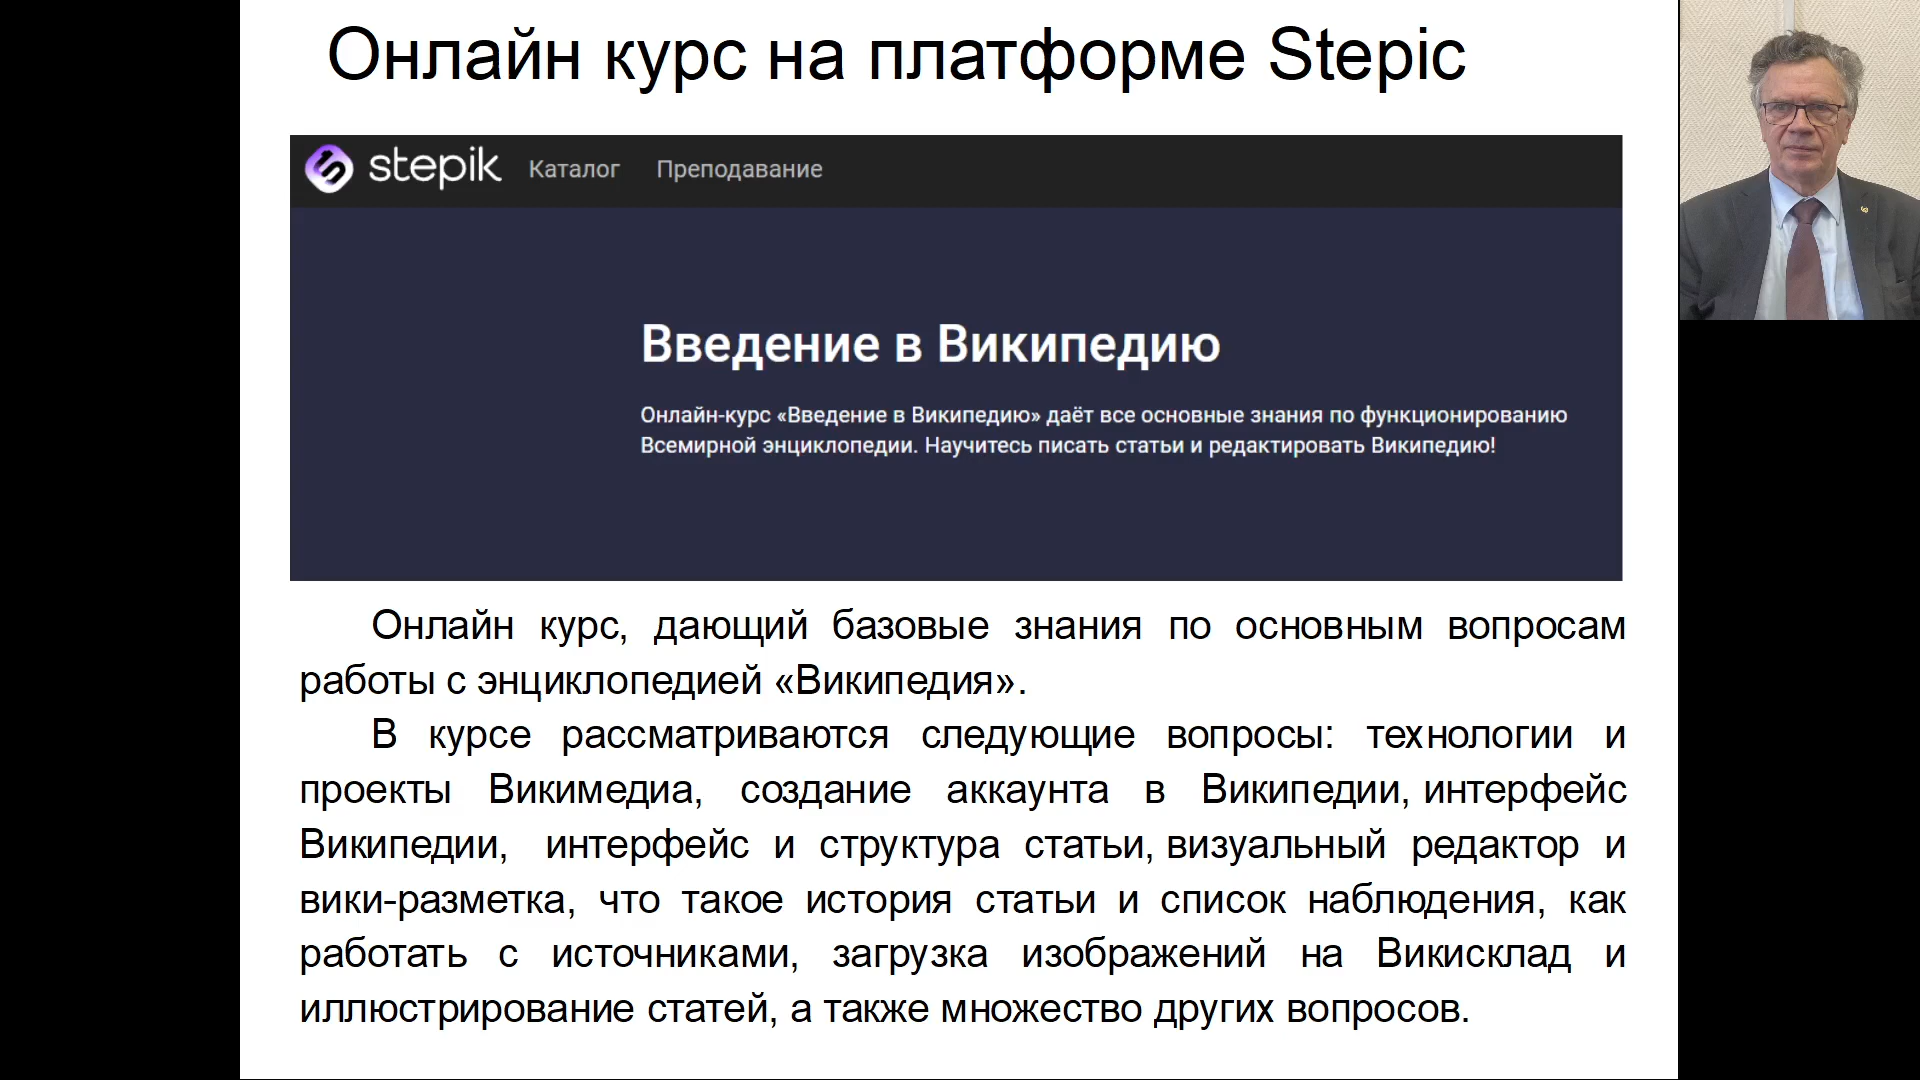 Онлайн курс на платформе Stepic
stepik Каталог Преподавание
Введение в Википедию
Онлайн-курс «Введение в Википедию» даёт все основные знания по функционированию
Всемирной энциклопедии. Научитесь писать статьи и редактировать Википедию!
Онлайн курс, дающий базовые знания по основным вопросам
работы с энциклопедией «Википедия».
В курсе рассматриваются следующие вопросы: технологии и
проекты Викимедиа, создание аккаунта в Википедии, интерфейс
Википедии, интерфейс и структура статьи, визуальный редактор и
вики-разметка, что такое история статьи и список наблюдения, как
работать с источниками, загрузка изображений на Викисклад и
иллюстрирование статей, а также множество других вопросов.